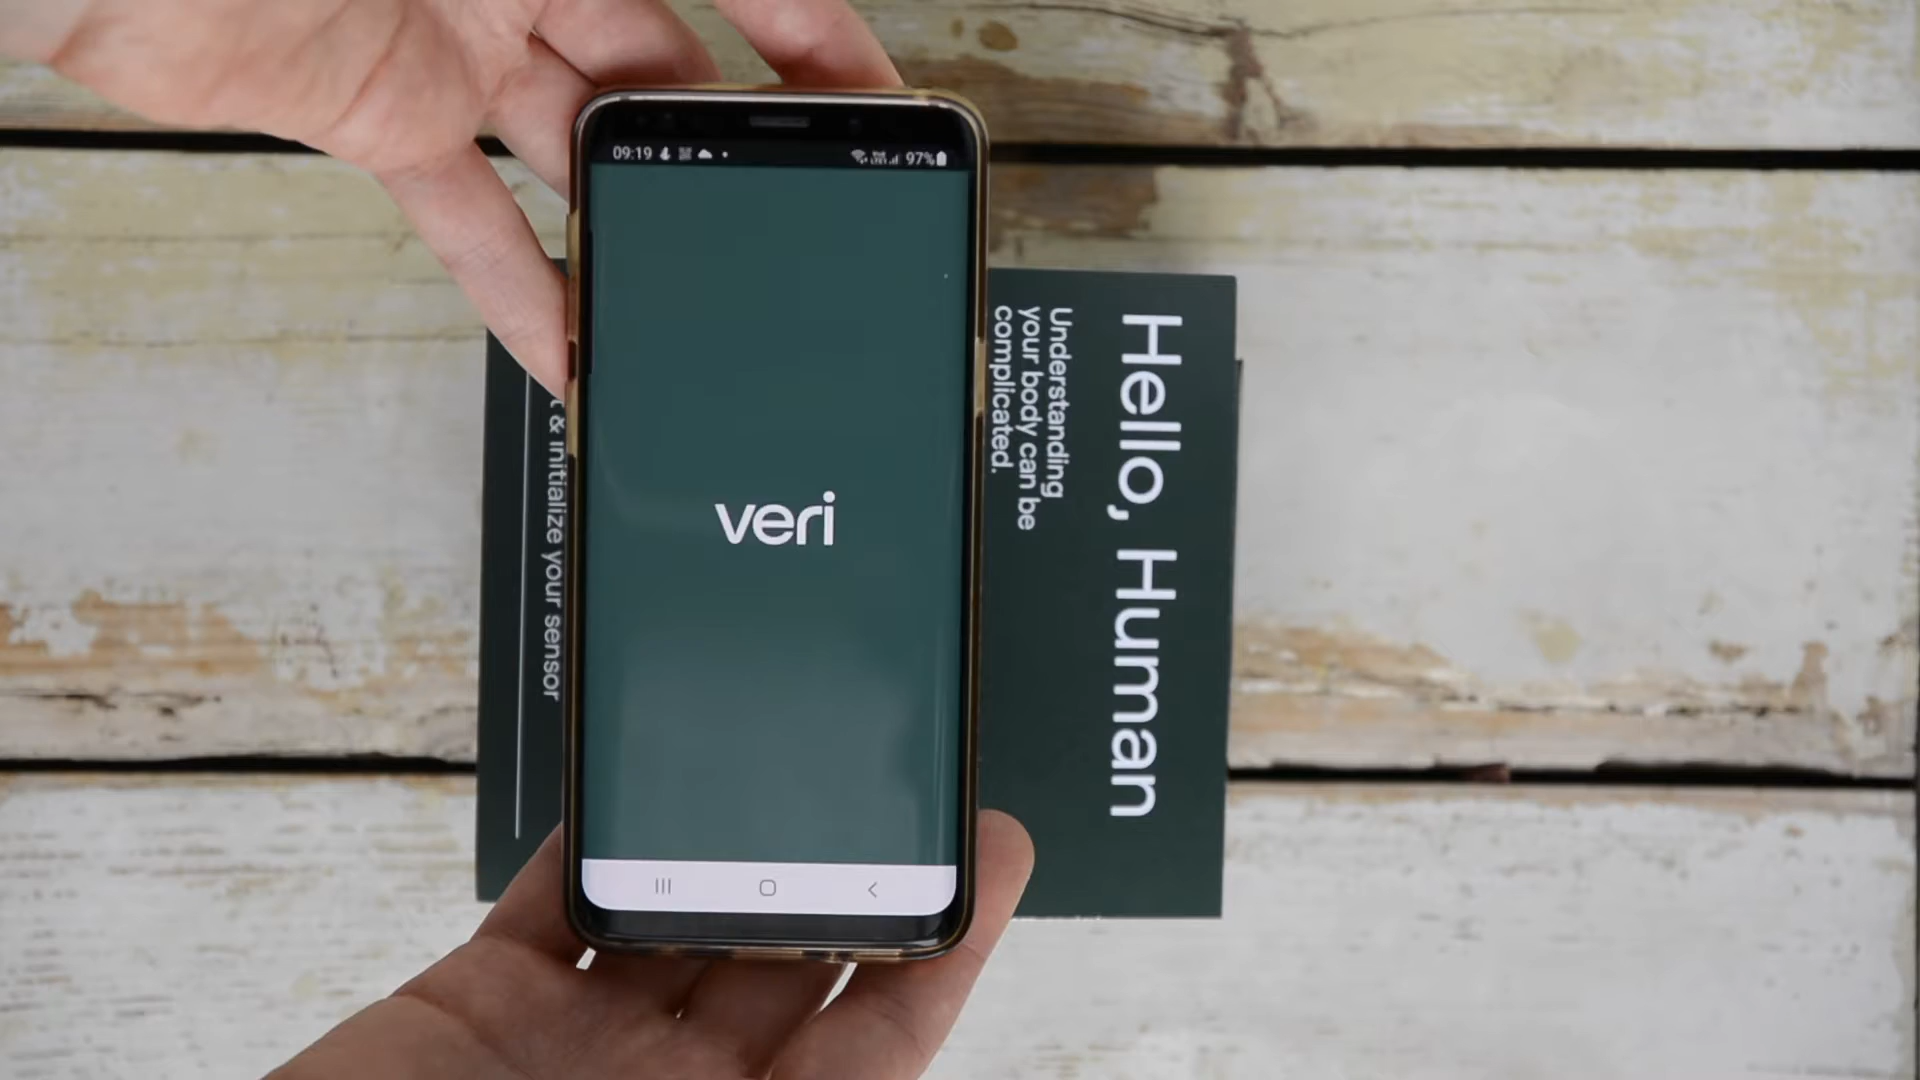 09:19
97%
veri
Hello, Human
Understanding
your body can be
complicated.
& initialize your sensor